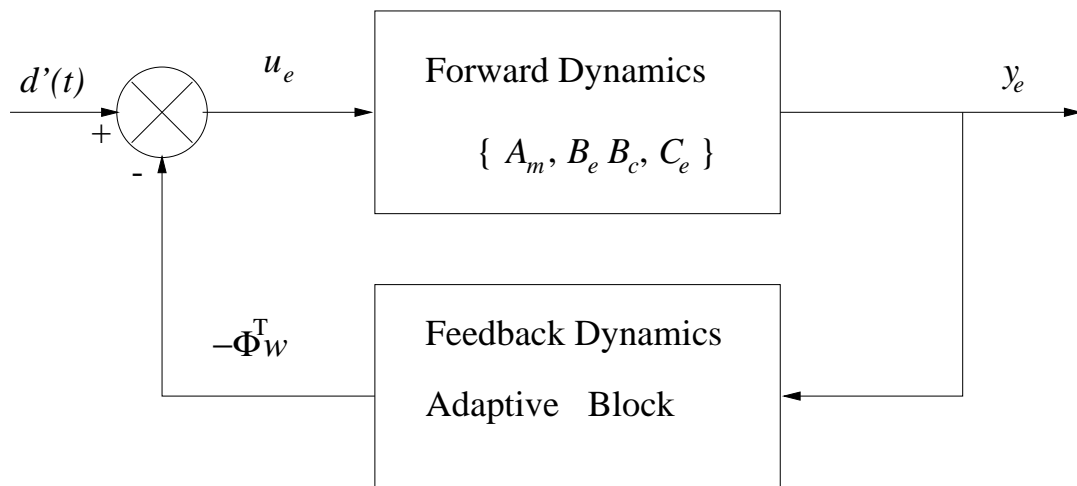 d’(t)
+
-
u_e
Forward Dynamics
{ A_m, B_e B_c, C_e }
y_e
–Φ^T w
Feedback Dynamics
Adaptive Block